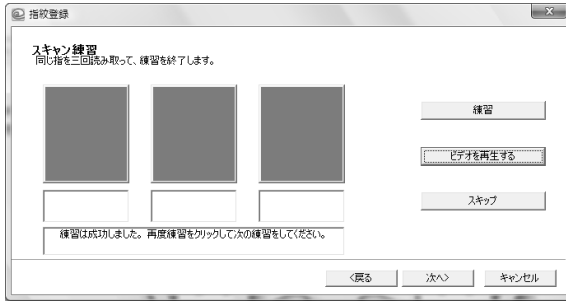 指紋登録
スキャン練習
同じ指を三回読み取って、練習を終了します。
練習
ビデオを再生する
スキップ
練習は成功しました。再度練習をクリックして次の練習をしてください。
〈戻る
次へ〉
キャンセル